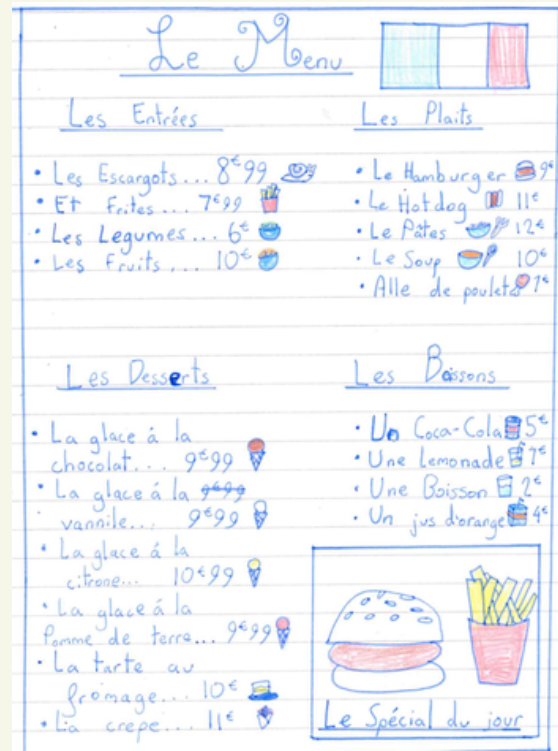 Le Menu
Les Entrées
• Les Escargots... 8€99
• Et frites... 7€99
• Les Legumes... 6€
• Les Fruits... 10€
Les Plaits
• Le Hamburger 9€
• Le Hotdog 11€
• Le Pâtes 12€
• Le Soup 10€
• Alle de poulets 7€
Les Desserts
• La glace á la
chocolat... 9€99
• La glace á la
vannile... 9€99
• La glace á la
citrone... 10€99
• La glace á la
Pomme de terre... 9€99
• La tarte au
fromage... 10€
• La crepe... 11€
Les Boissons
• Un Coca-Cola 5€
• Une Lemonade 7€
• Une Boisson 2€
• Un jus d'orange 4€
Le Spécial du jour